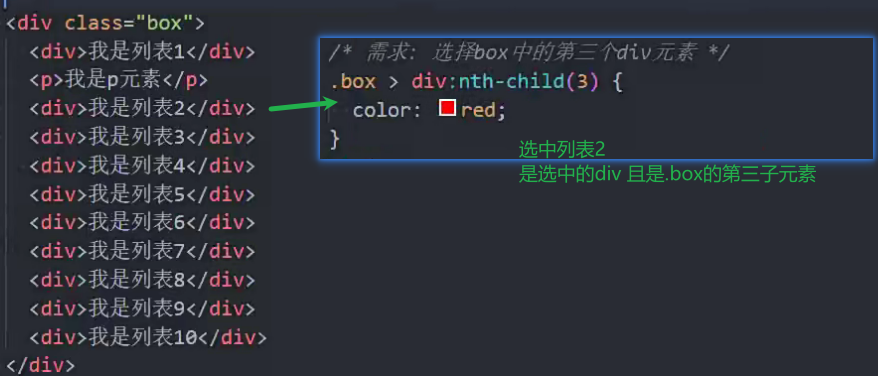 <div class="box">
<div>我是列表1</div>
<p>我是p元素</p>
<div>我是列表2</div>
<div>我是列表3</div>
<div>我是列表4</div>
<div>我是列表5</div>
<div>我是列表6</div>
<div>我是列表7</div>
<div>我是列表8</div>
<div>我是列表9</div>
<div>我是列表10</div>
</div>
/* 需求: 选择box中的第三个div元素 */
.box > div:nth-child(3) {
color: red;
}
选中列表2
是选中的div 且是.box的第三子元素